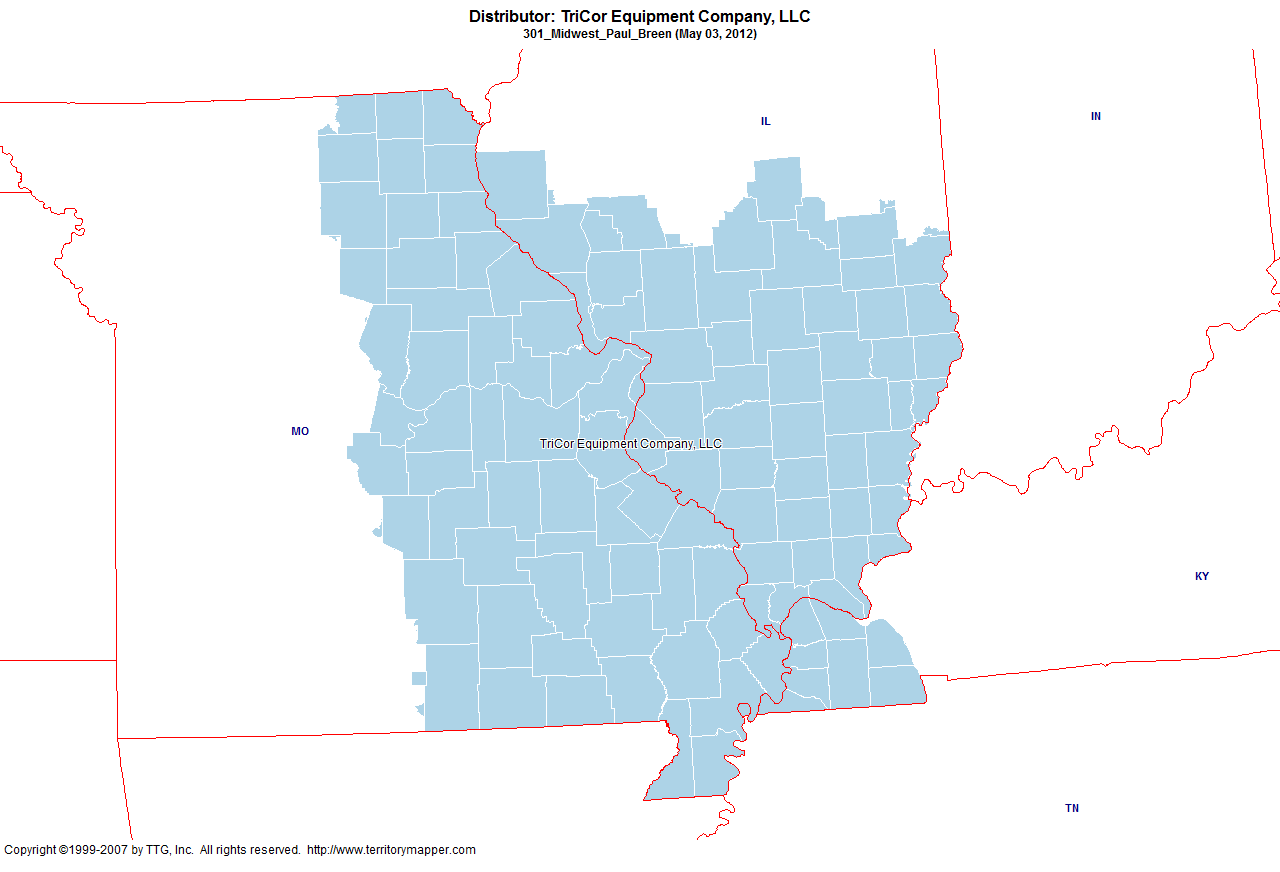 Distributor: TriCor Equipment Company, LLC
301_Midwest_Paul_Breen (May 03, 2012)
IL
IN
MO
TriCor Equipment Company, LLC
KY
TN
Copyright ©1999-2007 by TTG, Inc.  All rights reserved.  http://www.territorymapper.com